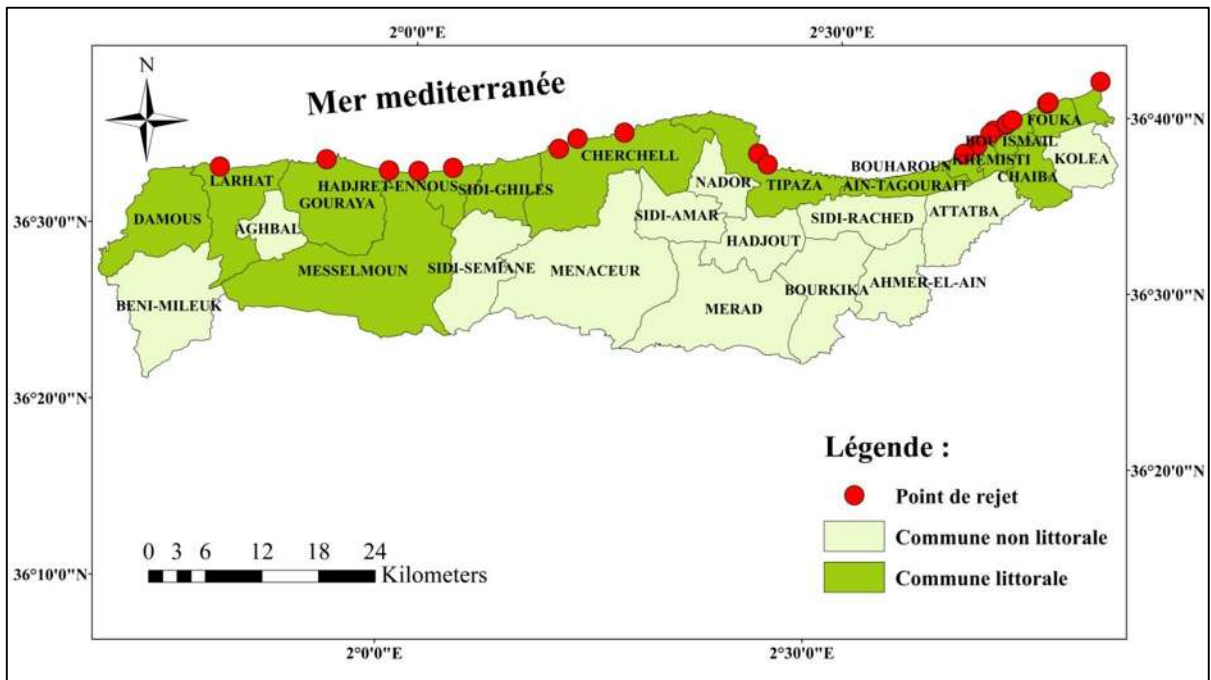 2°0'0"E
2°30'0"E
N
Mer mediterranée
36°40'0"N
36°30'0"N
36°20'0"N
36°10'0"N
36°30'0"N
36°20'0"N
DAMOUS
LARHAT
AGHBAL
BENI-MILEUK
HADJRET-ENNOUS
GOURAYA
MESSELMOUN
SIDI-GHILES
SIDI-SEMIANE
CHERCHELL
MENACEUR
NADOR
SIDI-AMAR
HADJOUT
MERAD
TIPAZA
BOUHAROUN
AIN-TAGOURAIT
SIDI-RACHED
BOURKIKA
AHMER-EL-AIN
ATTATBA
FOUKA
BOU ISMAIL
KHEMISTI
CHAIBA
KOLEA
Légende :
Point de rejet
Commune non littorale
Commune littorale
0 3 6 12 18 24
Kilometers
2°0'0"E
2°30'0"E